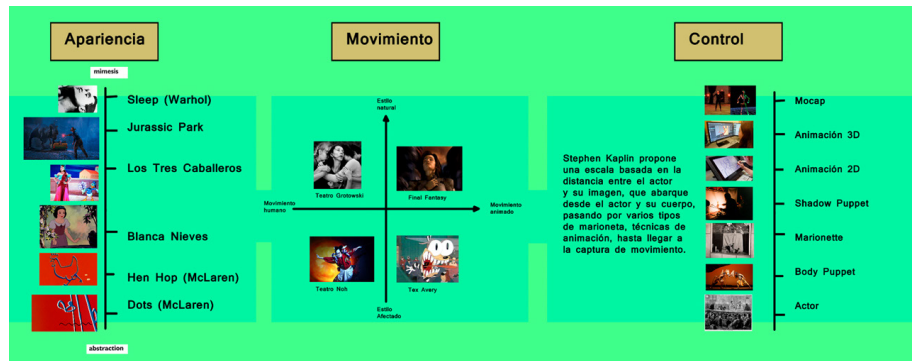 Apariencia
mimesis
Sleep (Warhol)
Jurassic Park
Los Tres Caballeros
Blanca Nieves
Hen Hop (McLaren)
Dots (McLaren)
abstraction
Movimiento
Estilo
natural
Teatro Grotowski
Final Fantasy
Movimiento
humano
Movimiento
animado
Teatro Noh
Tex Avery
Estilo
Afectado
Control
Stephen Kaplin propone
una escala basada en la
distancia entre el actor
y su imagen, que abarque
desde el actor y su cuerpo,
pasando por varios tipos
de marioneta, técnicas de
animación, hasta llegar a
la captura de movimiento.
Mocap
Animación 3D
Animación 2D
Shadow Puppet
Marionette
Body Puppet
Actor